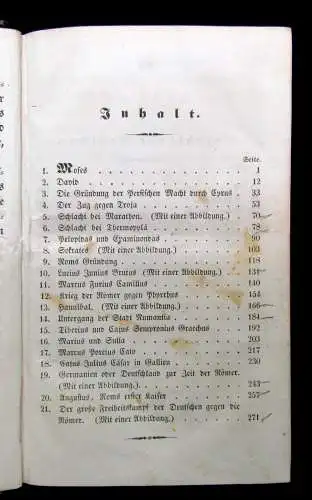 Inhalt.
Seite.
1. Moses 1
2. David 12
3. Die Gründung der Persischen Macht durch Cyrus 33
4. Der Zug gegen Troja 53
5. Schlacht bei Marathon. (Mit einer Abbildung.) 70
6. Schlacht bei Thermopylä 78
7. Pelopidas und Epaminondas 90
8. Sokrates (Mit einer Abbildung.) 103
9. Roms Gründung 118
10. Lucius Junius Brutus (Mit einer Abbildung.) 131
11. Marcus Furius Camillus 140
12. Krieg der Römer gegen Phyrrhus 154
13. Hannibal. (Mit einer Abbildung.) 166
14. Untergang der Stadt Numantia 184
15. Tiberius und Cajus Sempronius Gracchus 192
16. Marius und Sulla 204
17. Marcus Porcius Cato 217
18. Gajus Julius Cäsar in Gallien 230
19. Germanien oder Deutschland zur Zeit der Römer.
(Mit einer Abbildung.) 243
20. Augustus, Roms erster Kaiser 257
21. Der große Freiheitskampf der Deutschen gegen die
Römer. (Mit einer Abbildung.) 271